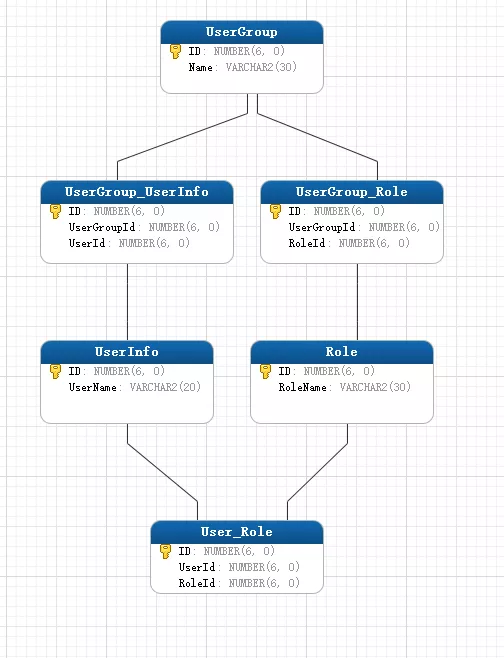 UserGroup
ID: NUMBER(6, 0)
Name: VARCHAR2(30)
UserGroup_UserInfo
ID: NUMBER(6, 0)
UserGroupId: NUMBER(6, 0)
UserId: NUMBER(6, 0)
UserGroup_Role
ID: NUMBER(6, 0)
UserGroupId: NUMBER(6, 0)
RoleId: NUMBER(6, 0)
UserInfo
ID: NUMBER(6, 0)
UserName: VARCHAR2(20)
Role
ID: NUMBER(6, 0)
RoleName: VARCHAR2(30)
User_Role
ID: NUMBER(6, 0)
UserId: NUMBER(6, 0)
RoleId: NUMBER(6, 0)